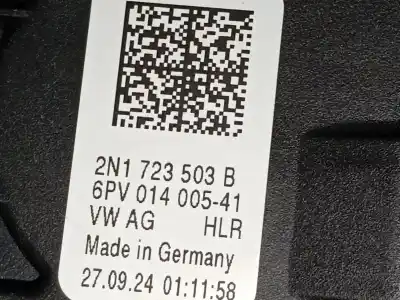 2N1 723 503 B
6PV 014 005-41
VW AG HLR
Made in Germany
27.09.24 01:11:58